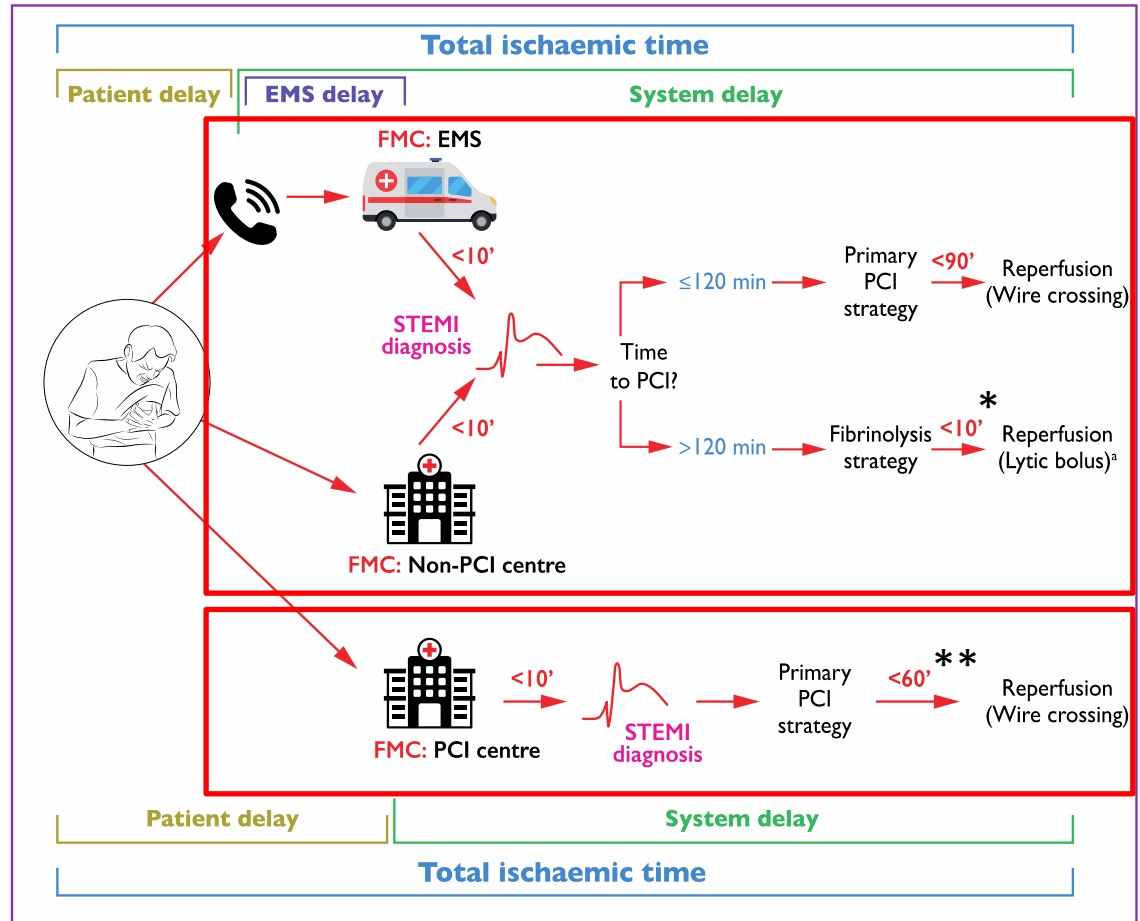 Total ischaemic time
Patient delay
EMS delay
System delay
FMC: EMS
<10’
STEMI
diagnosis
<10’
FMC: Non-PCI centre
Time
to PCI?
≤120 min
Primary
PCI
strategy
<90’
Reperfusion
(Wire crossing)
>120 min
Fibrinolysis
strategy
<10’
*
Reperfusion
(Lytic bolus)ᵃ
FMC: PCI centre
<10’
STEMI
diagnosis
Primary
PCI
strategy
<60’
**
Reperfusion
(Wire crossing)
Patient delay
System delay
Total ischaemic time